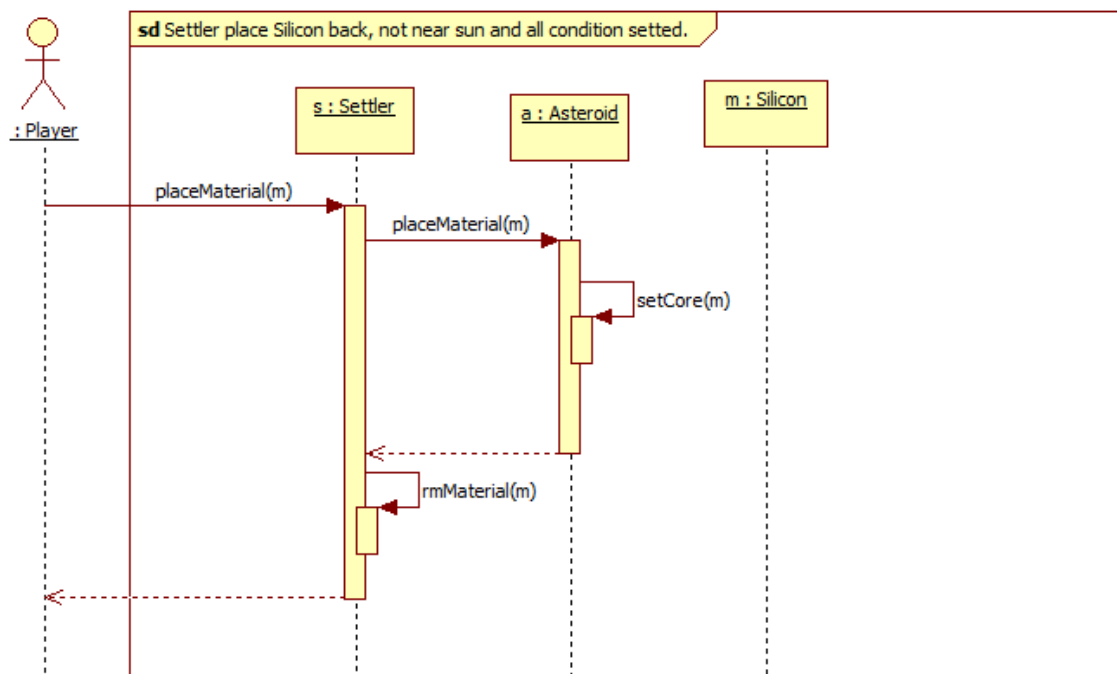 sd Settler place Silicon back, not near sun and all condition setted.
: Player
s : Settler
a : Asteroid
m : Silicon
placeMaterial(m)
placeMaterial(m)
setCore(m)
rmMaterial(m)